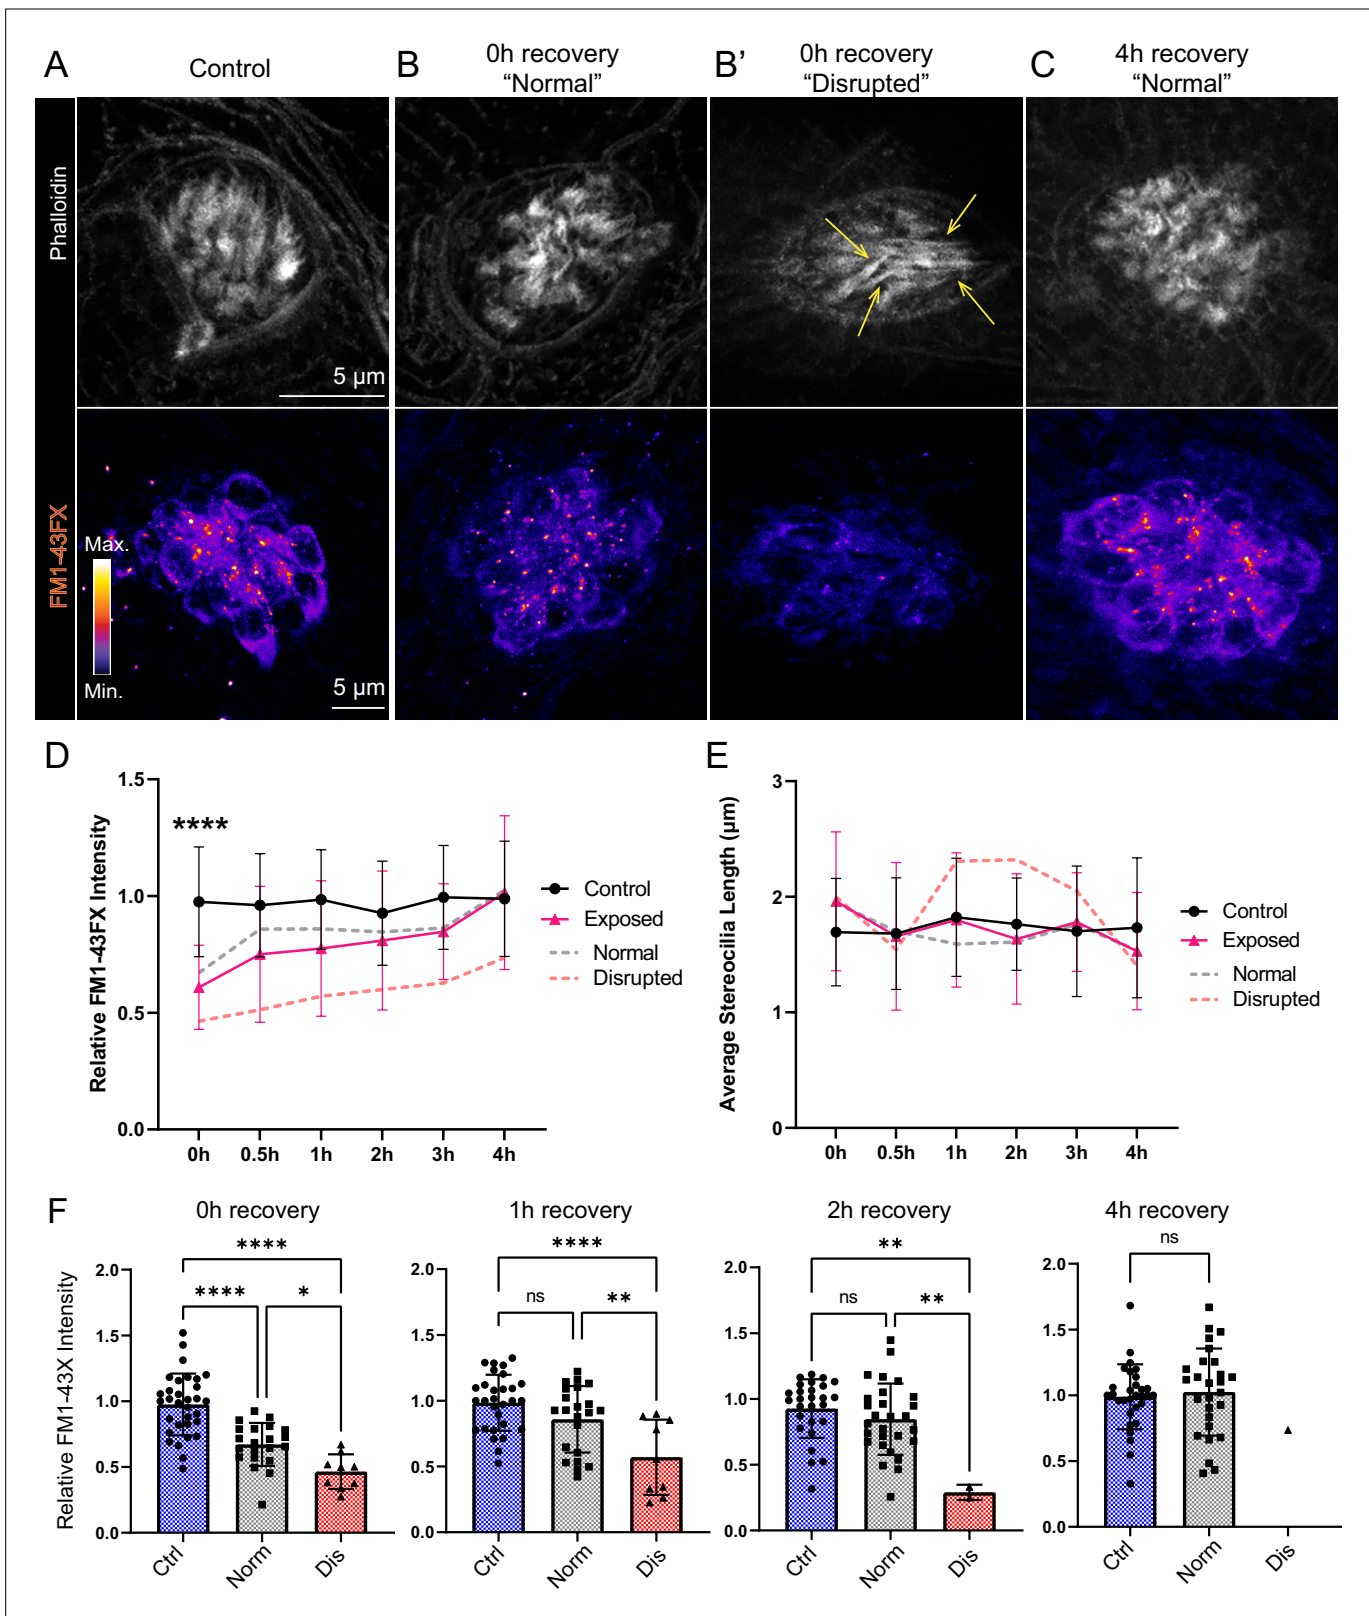 A
Control
B
0h recovery
“Normal”
B’
0h recovery
“Disrupted”
C
4h recovery
“Normal”
Phalloidin
5 µm
FM1-43FX
Max.
Min.
5 µm
D
Relative FM1-43FX Intensity
1.5
1.0
0.5
0.0
****
0h 0.5h 1h 2h 3h 4h
Control
Exposed
Normal
Disrupted
E
Average Stereocilia Length (µm)
3
2
1
0
0h 0.5h 1h 2h 3h 4h
Control
Exposed
Normal
Disrupted
F
Relative FM1-43X Intensity
0h recovery
****
**** *
2.0
1.5
1.0
0.5
0.0
Ctrl Norm Dis
1h recovery
****
ns **
2.0
1.5
1.0
0.5
0.0
Ctrl Norm Dis
2h recovery
**
ns **
2.0
1.5
1.0
0.5
0.0
Ctrl Norm Dis
4h recovery
ns
2.0
1.5
1.0
0.5
0.0
Ctrl Norm Dis